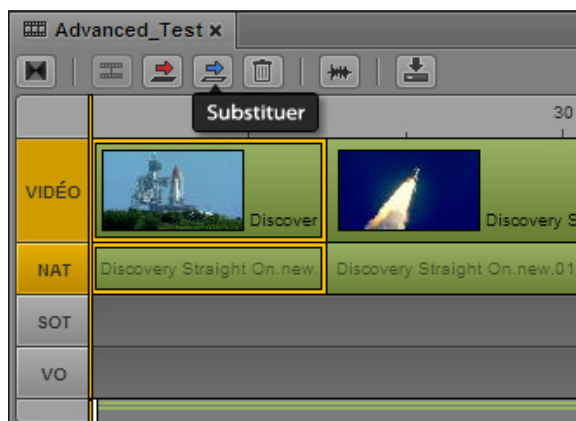 Advanced_Test x
Substituer
30
VIDÉO
Discover
Discovery S
NAT
Discovery Straight On.new.
Discovery Straight On.new.01
SOT
VO